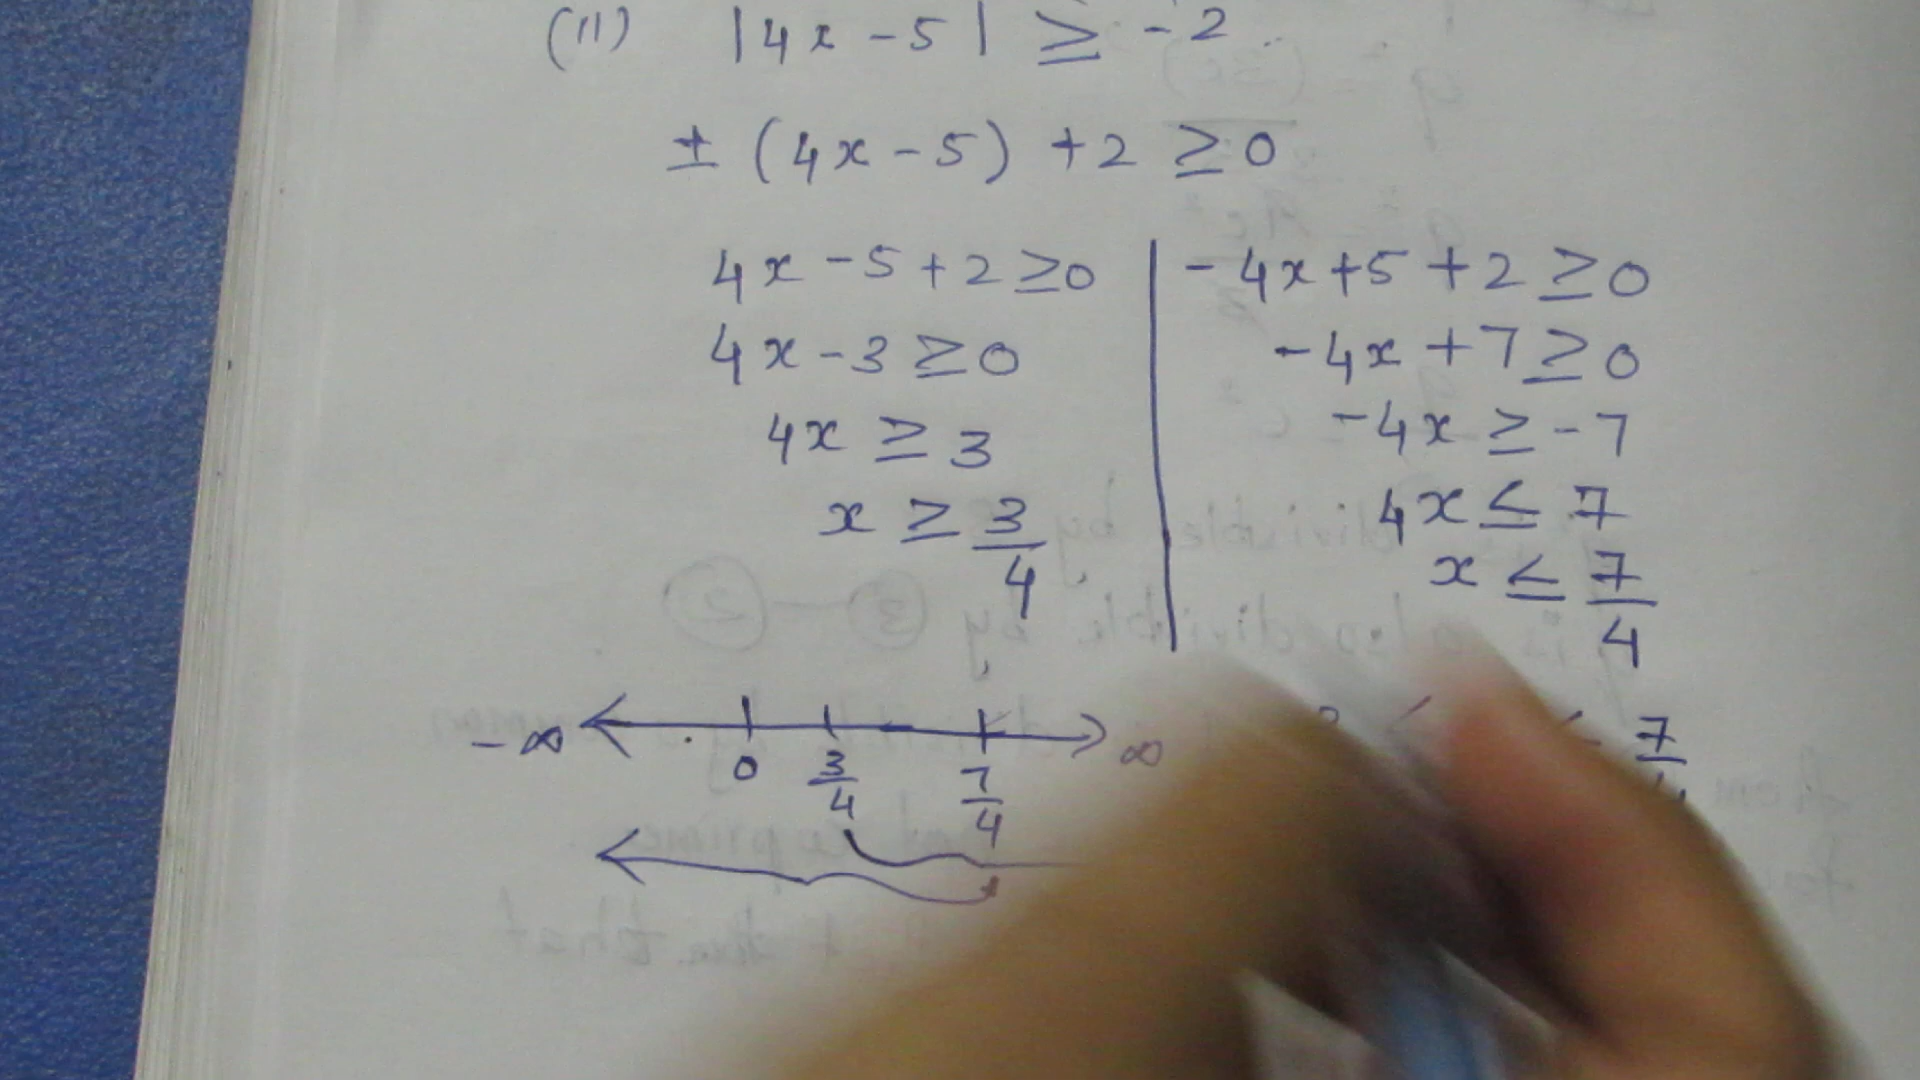 (11) |4x - 5| ≥ -2
± (4x - 5) + 2 ≥ 0
4x - 5 + 2 ≥ 0
4x - 3 ≥ 0
4x ≥ 3
x ≥ 3/4
-4x + 5 + 2 ≥ 0
-4x + 7 ≥ 0
-4x ≥ -7
4x ≤ 7
x ≤ 7/4
-∞ 0 3/4 7/4 ∞